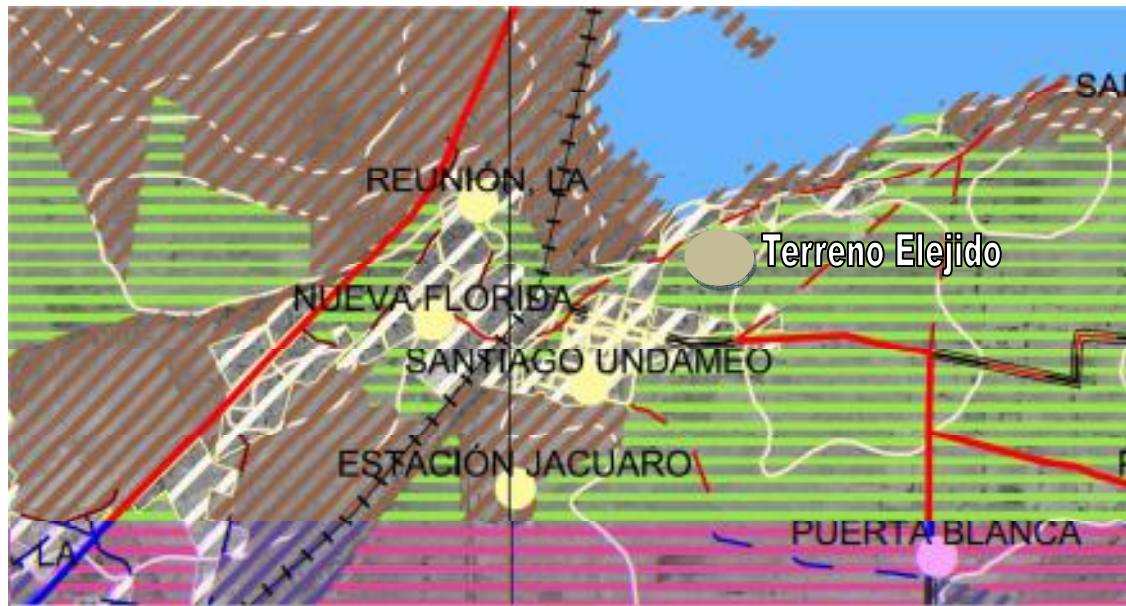 SA
REUNIÓN, LA
Terreno Elejido
NUEVA FLORIDA
SANTIAGO UNDAMEO
ESTACIÓN JACUARO
PUERTA BLANCA
LA